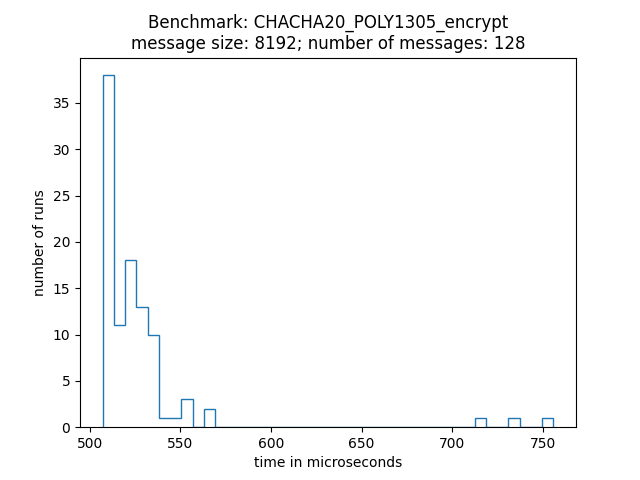 Benchmark: CHACHA20_POLY1305_encrypt
message size: 8192; number of messages: 128
number of runs
35
30
25
20
15
10
5
0
500 550 600 650 700 750
time in microseconds